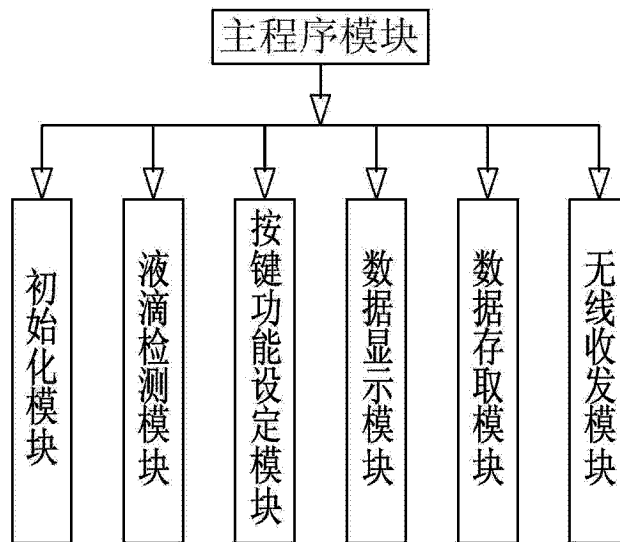 主程序模块
初始化模块
液滴检测模块
按键功能设定模块
数据显示模块
数据存取模块
无线收发模块